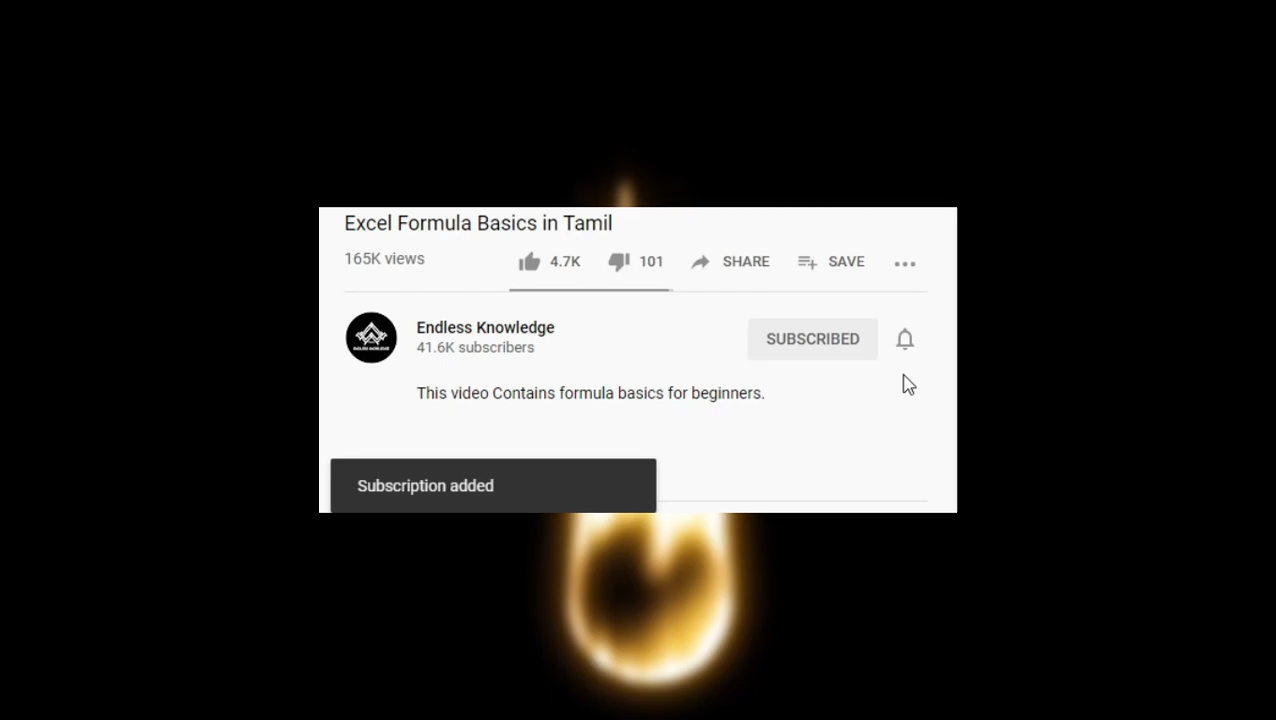 Excel Formula Basics in Tamil
165K views
4.7K
101
SHARE
SAVE
Endless Knowledge
41.6K subscribers
SUBSCRIBED
This video Contains formula basics for beginners.
Subscription added